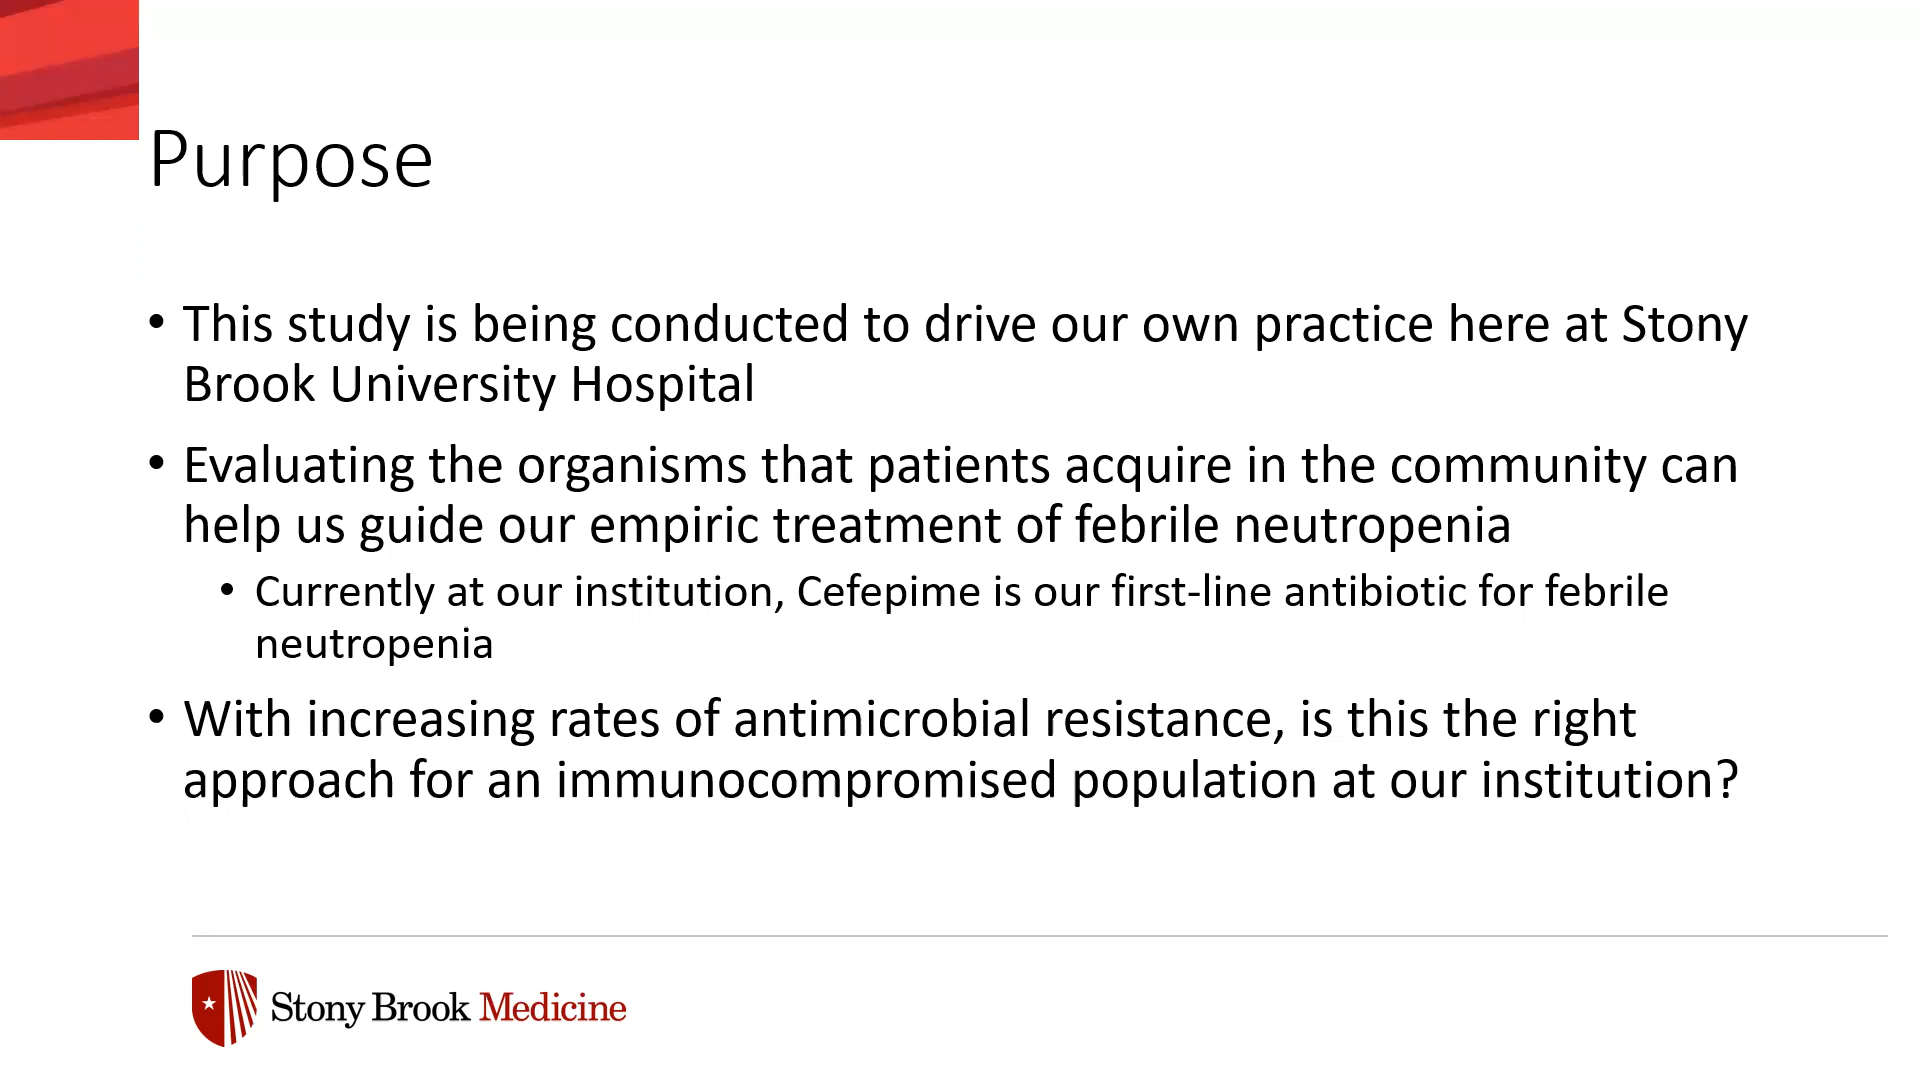 Purpose
• This study is being conducted to drive our own practice here at Stony
Brook University Hospital
• Evaluating the organisms that patients acquire in the community can
help us guide our empiric treatment of febrile neutropenia
• Currently at our institution, Cefepime is our first-line antibiotic for febrile
neutropenia
• With increasing rates of antimicrobial resistance, is this the right
approach for an immunocompromised population at our institution?
Stony Brook Medicine